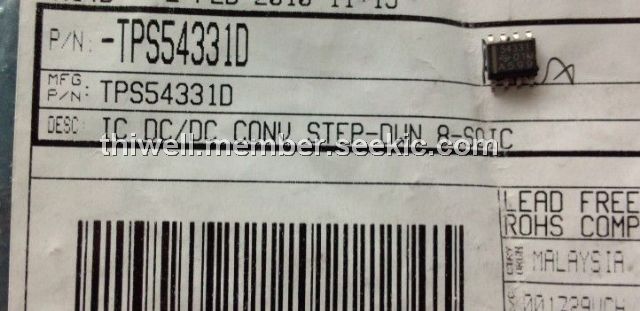 P/N: -TPS54331D
54331
MFG
P/N: TPS54331D
DESC: IC DC/DC CONV STEP-DWN 8-SOIC
thiwell.member.seekic.com
LEAD FREE
ROHS COMP
MALAYSIA